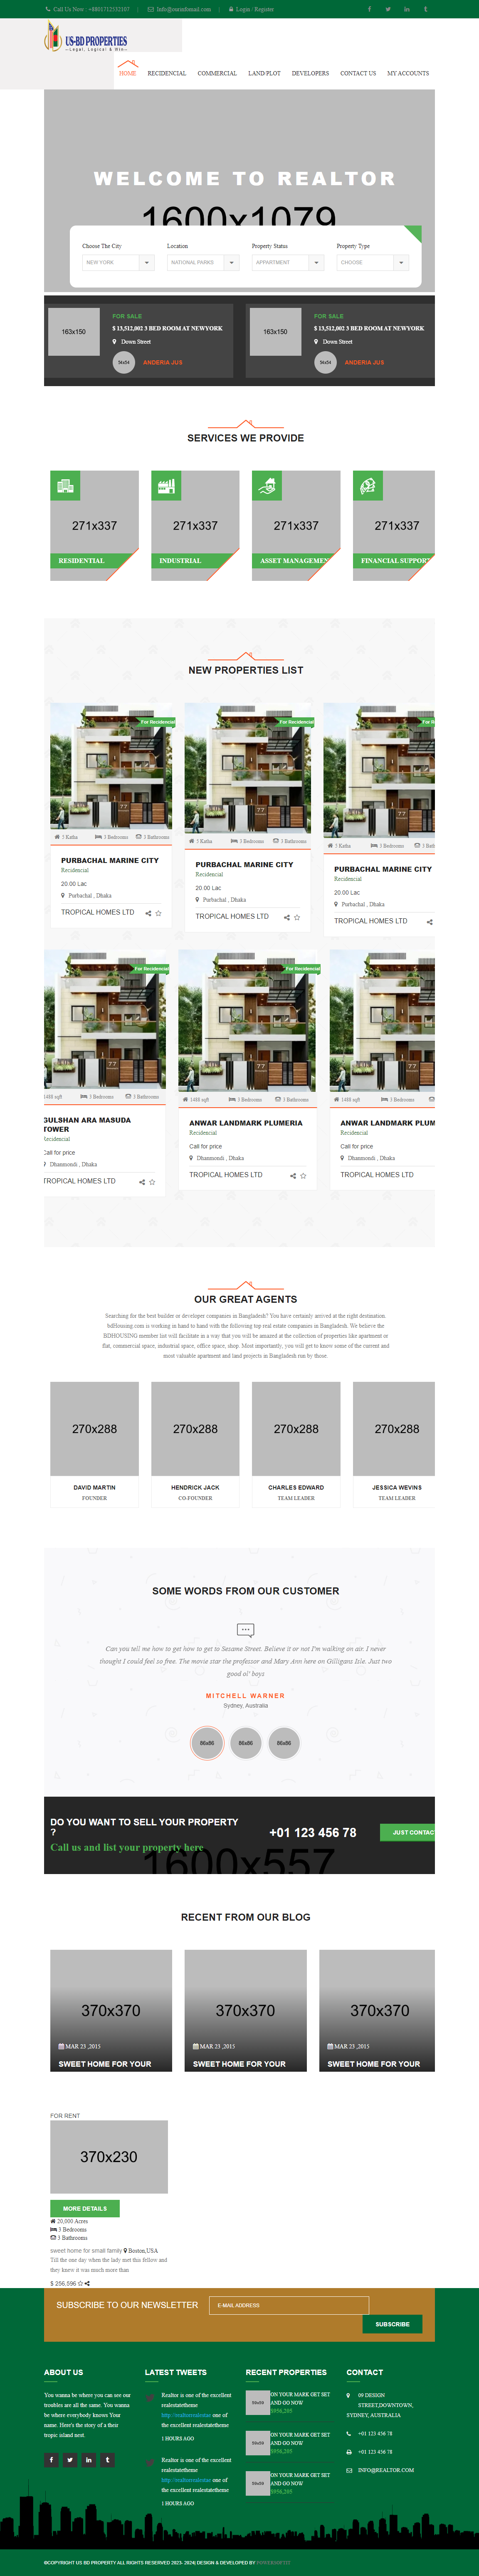 Call Us Now : +8801712532107
Info@outinfomail.com
Login / Register
US-BD PROPERTIES
Legal, Logical & Win
HOME
RECIDENCIAL
COMMERCIAL
LAND/PLOT
DEVELOPERS
CONTACT US
MY ACCOUNTS
WELCOME TO REALTOR
1600x1079
Choose The City
Location
Property Status
Property Type
NEW YORK
NATIONAL PARKS
APPARTMENT
CHOOSE
163x150
FOR SALE
$ 13,512,002 3 BED ROOM AT NEWYORK
Down Street
54x54
ANDERIA JUS
163x150
FOR SALE
$ 13,512,002 3 BED ROOM AT NEWYORK
Down Street
54x54
ANDERIA JUS
SERVICES WE PROVIDE
271x337
RESIDENTIAL
271x337
INDUSTRIAL
271x337
ASSET MANAGEMEN
271x337
FINANCIAL SUPPORT
NEW PROPERTIES LIST
For Recidencial
3 Katha
3 Bedrooms
3 Bathrooms
PURBACHAL MARINE CITY
Recidencial
20.00 Lac
Purbachal , Dhaka
TROPICAL HOMES LTD
For Recidencial
3 Katha
3 Bedrooms
3 Bathrooms
PURBACHAL MARINE CITY
Recidencial
20.00 Lac
Purbachal , Dhaka
TROPICAL HOMES LTD
For R
3 Katha
3 Bedrooms
3 Bath
PURBACHAL MARINE CITY
Recidencial
20.00 Lac
Purbachal , Dhaka
TROPICAL HOMES LTD
For Recidencial
1488 sqft
3 Bedrooms
3 Bathrooms
GULSHAN ARA MASUDA
TOWER
Recidencial
Call for price
Dhanmondi , Dhaka
TROPICAL HOMES LTD
For Recidencial
1488 sqft
3 Bedrooms
3 Bathrooms
ANWAR LANDMARK PLUMERIA
Recidencial
Call for price
Dhanmondi , Dhaka
TROPICAL HOMES LTD
1488 sqft
3 Bedrooms
ANWAR LANDMARK PLUM
Recidencial
Call for price
Dhanmondi , Dhaka
TROPICAL HOMES LTD
OUR GREAT AGENTS
Searching for the best builder or developer companies in Bangladesh? You have certainly arrived at the right destination.
bdHousing.com is working in hand to hand with the following top real estate companies in Bangladesh. We believe the
BDHOUSING member list will facilitate in a way that you will be amazed at the collection of properties like apartment or
flat, commercial space, industrial space, office space, shop. Most importantly, you will get to know some of the current and
most valuable apartment and land projects in Bangladesh run by those.
270x288
DAVID MARTIN
FOUNDER
270x288
HENDRICK JACK
CO-FOUNDER
270x288
CHARLES EDWARD
TEAM LEADER
270x288
JESSICA WEVINS
TEAM LEADER
SOME WORDS FROM OUR CUSTOMER
Can you tell me how to get how to get to Sesame Street. Believe it or not I'm walking on air. I never
thought I could feel so free. The movie star the professor and Mary Ann here on Gilligans Isle. Just two
good ol' boys
MITCHELL WARNER
Sydney, Australia
86x86
86x86
86x86
DO YOU WANT TO SELL YOUR PROPERTY
?
Call us and list your property here
+01 123 456 78
JUST CONTAC
1600x557
RECENT FROM OUR BLOG
370x370
MAR 23 ,2015
SWEET HOME FOR YOUR
370x370
MAR 23 ,2015
SWEET HOME FOR YOUR
370x370
MAR 23 ,2015
SWEET HOME FOR YOUR
FOR RENT
370x230
MORE DETAILS
20,000 Acres
3 Bedrooms
3 Bathrooms
sweet home for small family Boston,USA
Till the one day when the lady met this fellow and
they knew it was much more than
$ 256,596
SUBSCRIBE TO OUR NEWSLETTER
E-MAIL ADDRESS
SUBSCRIBE
ABOUT US
You wanna be where you can see our
troubles are all the same. You wanna
be where everybody knows Your
name. Here's the story of a their
tropic island nest.
LATEST TWEETS
Realtor is one of the excellent
realestatetheme
one of
the excellent realestatetheme
1 HOURS AGO
Realtor is one of the excellent
realestatetheme
one of
the excellent realestatetheme
1 HOURS AGO
RECENT PROPERTIES
59x59
ON YOUR MARK GET SET
AND GO NOW
$958,295
59x59
ON YOUR MARK GET SET
AND GO NOW
$958,295
59x59
ON YOUR MARK GET SET
AND GO NOW
$958,295
CONTACT
09 DESIGN
STREET,DOWNTOWN,
SYDNEY, AUSTRALIA
+01 123 456 78
+01 123 456 78
INFO@REALTOR.COM
©COPYRIGHT US BD PROPERTY ALL RIGHTS RESERVED 2023- 2024| DESIGN & DEVELOPED BY